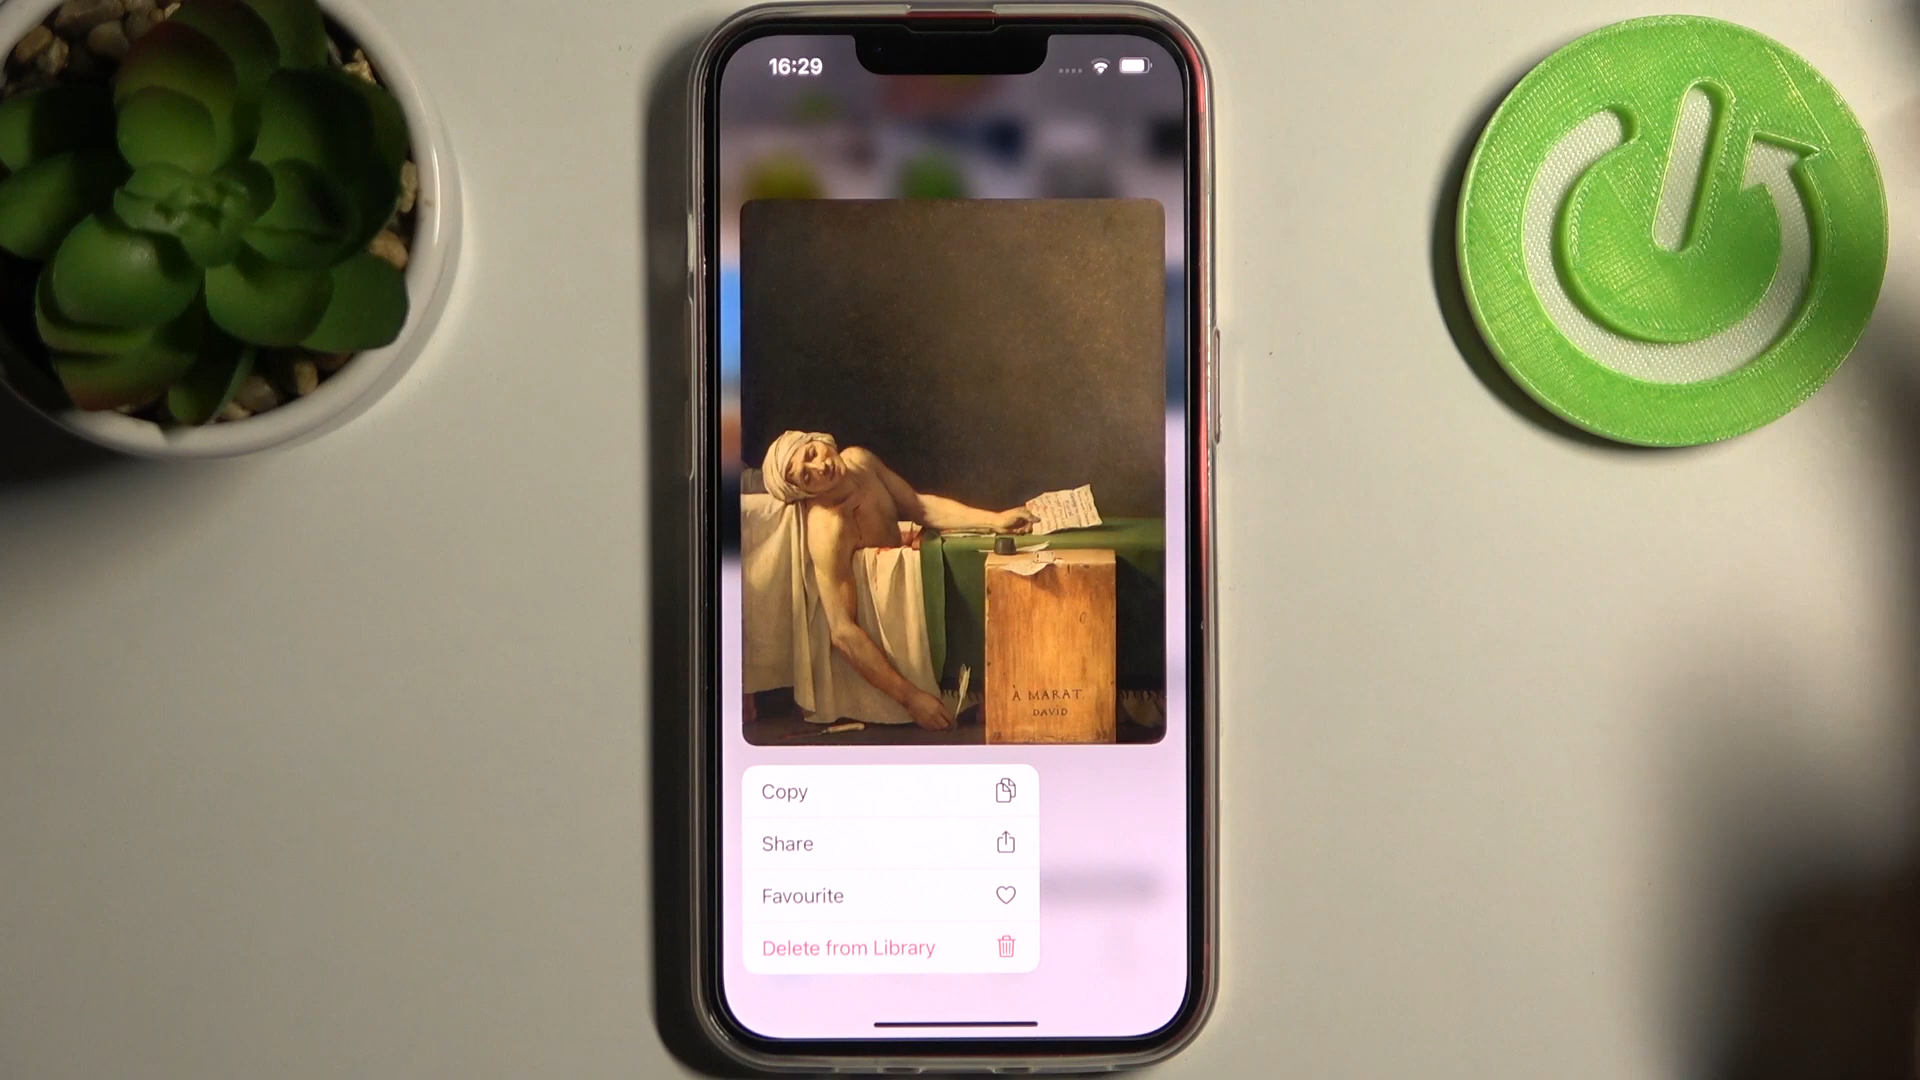 16:29
À MARAT
DAVID
Copy
Share
Favourite
Delete from Library